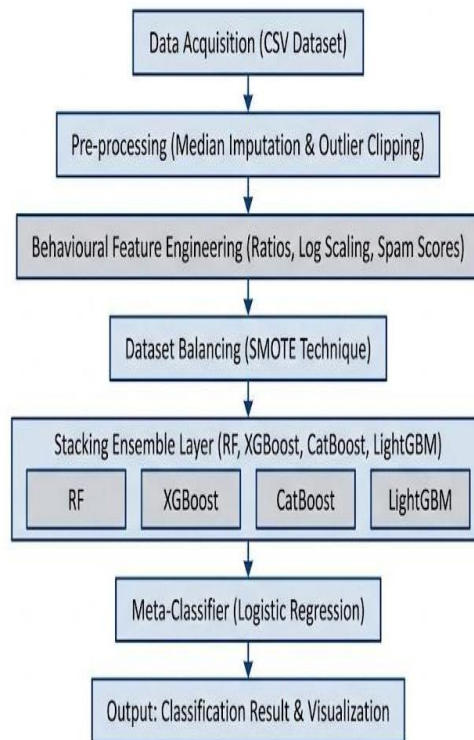 Data Acquisition (CSV Dataset)
Pre-processing (Median Imputation & Outlier Clipping)
Behavioural Feature Engineering (Ratios, Log Scaling, Spam Scores)
Dataset Balancing (SMOTE Technique)
Stacking Ensemble Layer (RF, XGBoost, CatBoost, LightGBM)
RF XGBoost CatBoost LightGBM
Meta-Classifier (Logistic Regression)
Output: Classification Result & Visualization